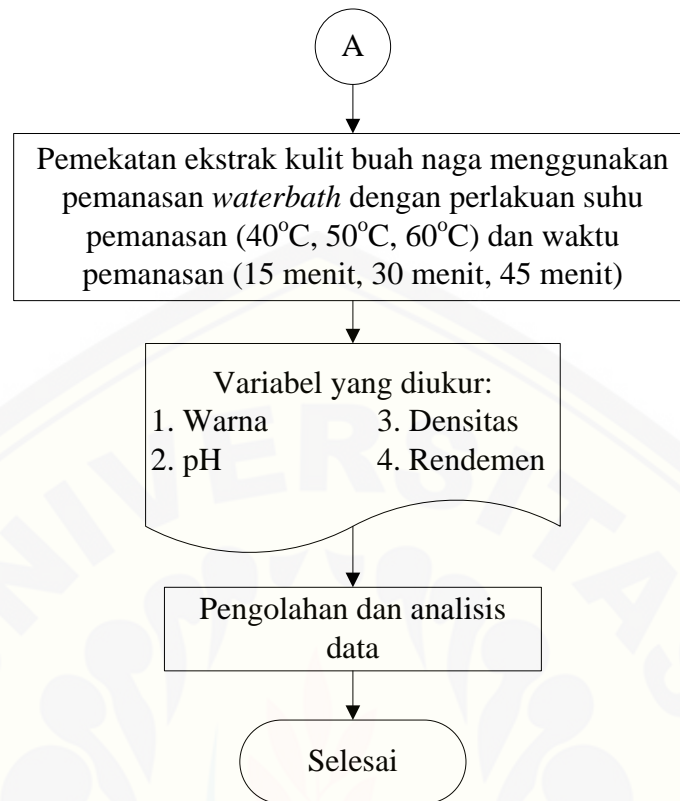 A
Pemekatan ekstrak kulit buah naga menggunakan
pemanasan waterbath dengan perlakuan suhu
pemanasan (40°C, 50°C, 60°C) dan waktu
pemanasan (15 menit, 30 menit, 45 menit)
Variabel yang diukur:
1. Warna 3. Densitas
2. pH 4. Rendemen
Pengolahan dan analisis
data
Selesai
UNIVERSITAS